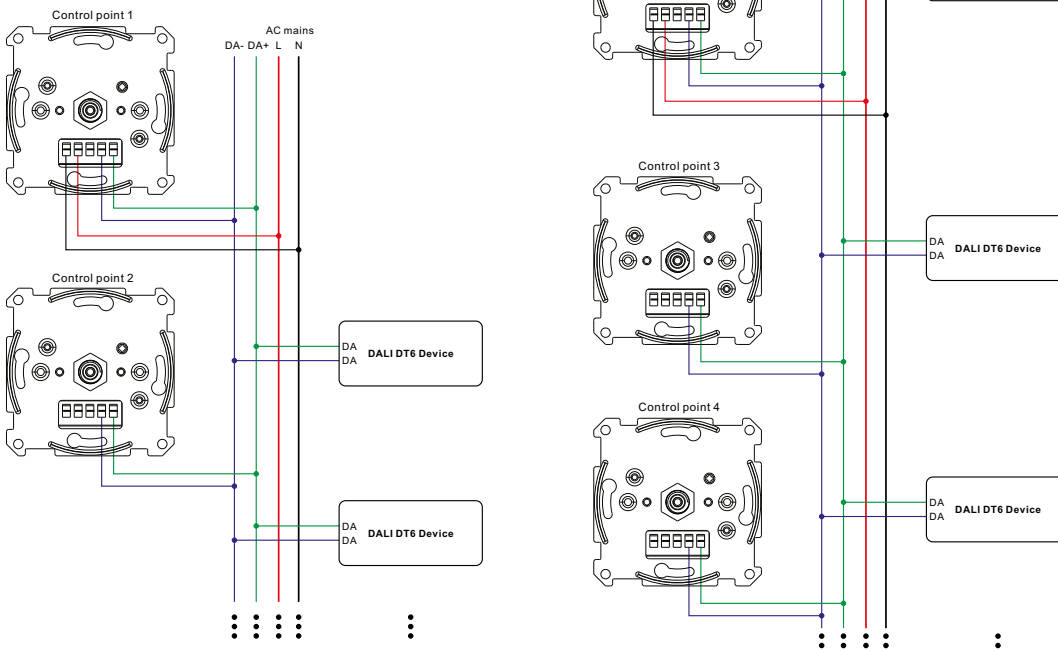 Control point 1
AC mains
DA- DA+ L N
Control point 2
DA
DA
DALI DT6 Device
DA
DA
DALI DT6 Device
Control point 3
DA
DA
DALI DT6 Device
Control point 4
DA
DA
DALI DT6 Device